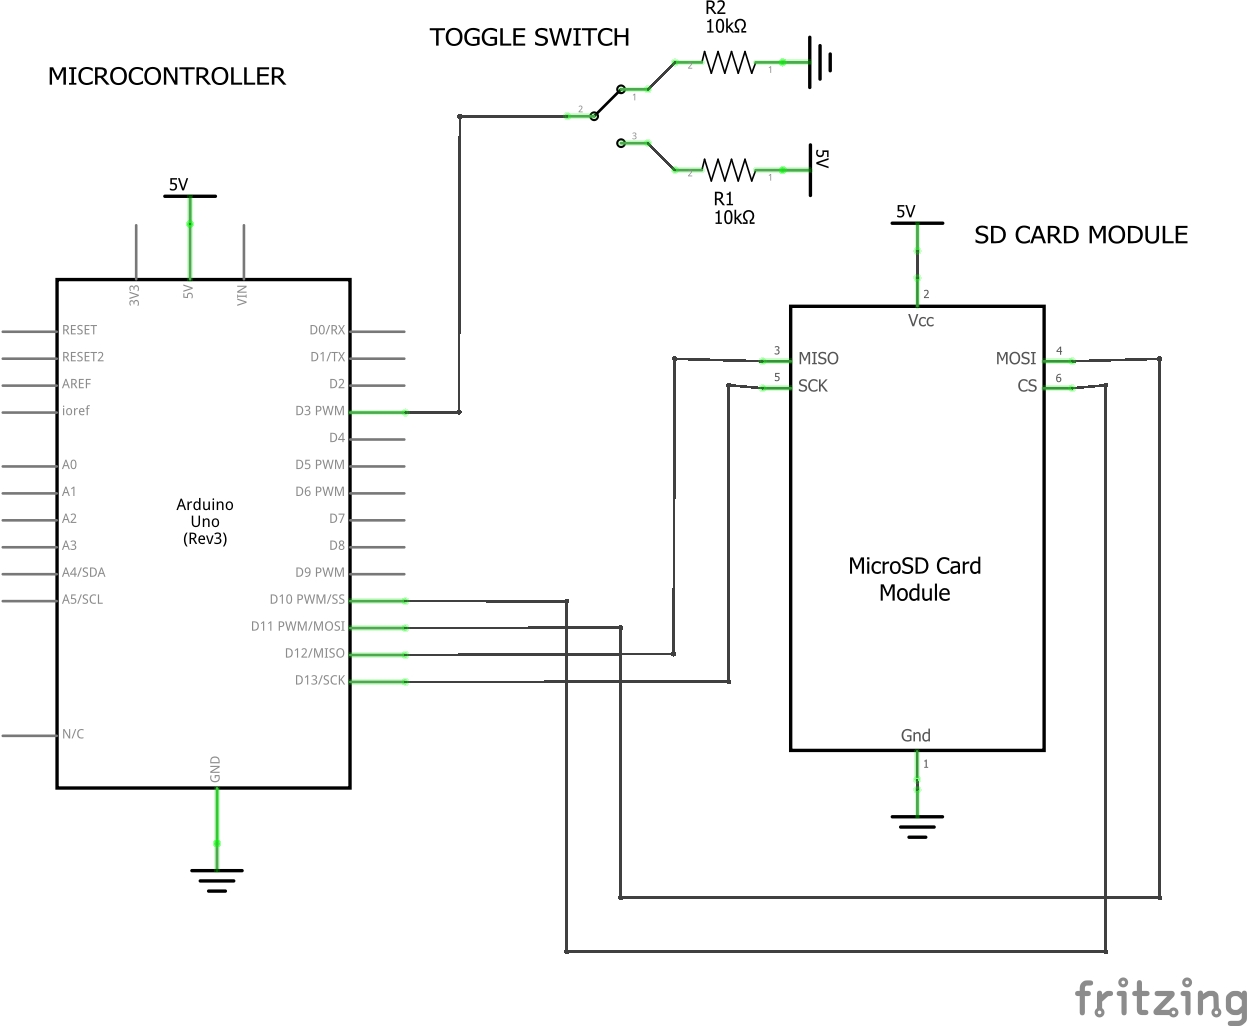 R2
10kΩ
TOGGLE SWITCH
MICROCONTROLLER
2
1
1
2
3
5V
2
1
R1
10kΩ
5V
5V
SD CARD MODULE
3V3
5V
VIN
2
Vcc
RESET
D0/RX
RESET2
D1/TX
AREF
D2
ioref
D3 PWM
D4
A0
D5 PWM
A1
D6 PWM
A2
D7
A3
D8
A4/SDA
D9 PWM
A5/SCL
D10 PWM/SS
D11 PWM/MOSI
D12/MISO
D13/SCK
N/C
GND
Arduino
Uno
(Rev3)
3
MISO
MOSI
4
5
SCK
CS
6
MicroSD Card
Module
Gnd
1
fritzing